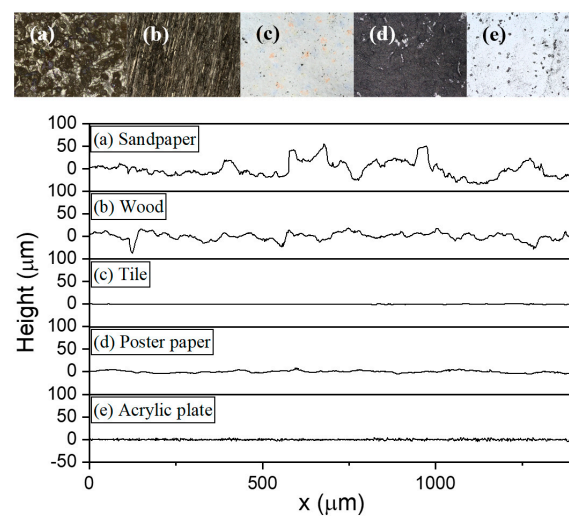 (a) (b) (c) (d) (e)
100
(a) Sandpaper
50
0
100
(b) Wood
50
0
100
(c) Tile
50
0
100
(d) Poster paper
50
0
100
(e) Acrylic plate
50
0
-50
Height (μm)
0 500 1000
x (μm)